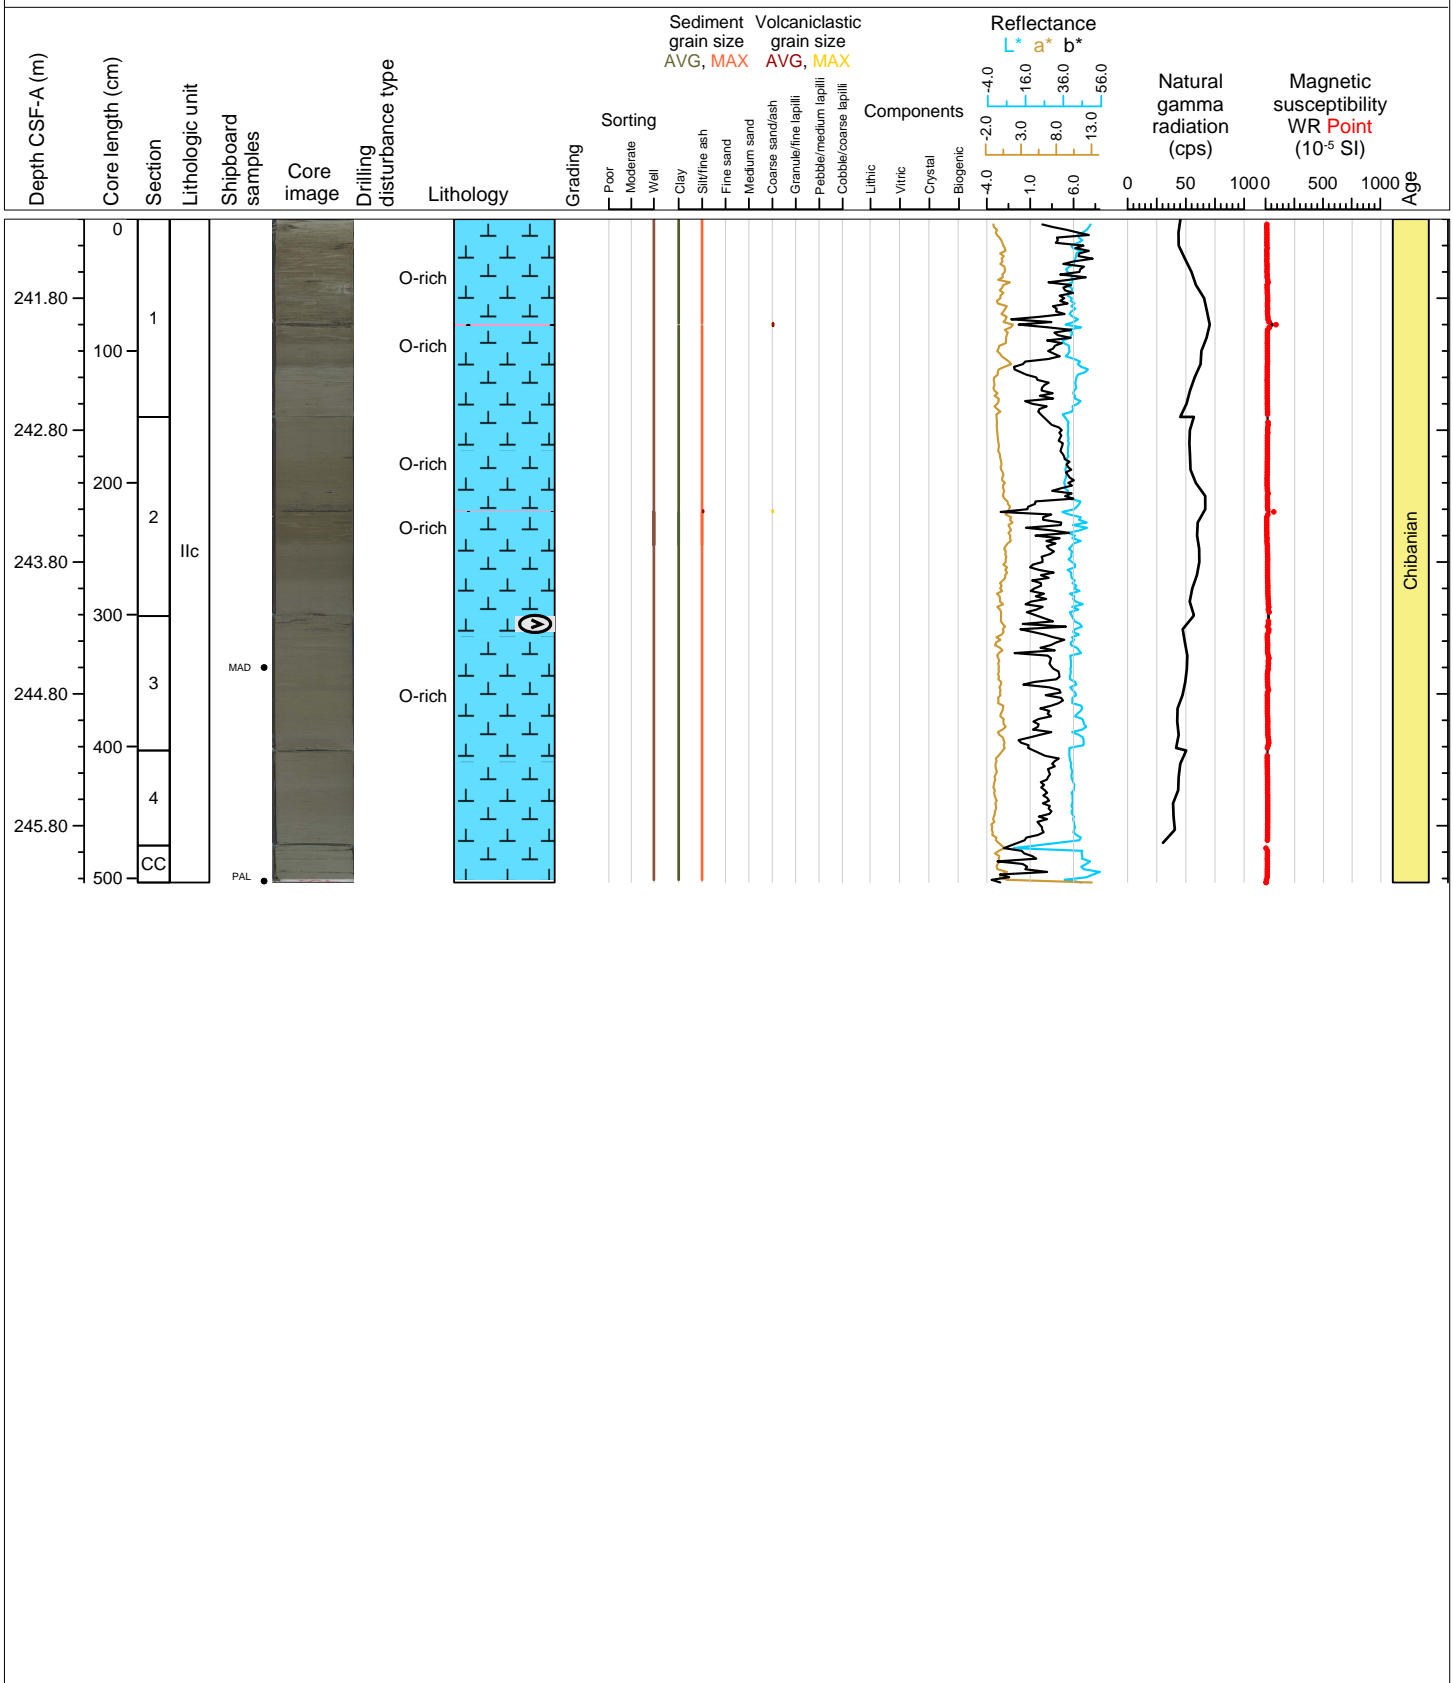 Depth CSF-A (m)
Core length (cm)
Section
Lithologic unit
Shipboard
samples
Core
image
Drilling
disturbance type
Lithology
Grading
Sorting
Poor
Moderate
Well
Sediment
grain size
AVG, MAX
Volcaniclastic
grain size
AVG, MAX
Clay
Silt/fine ash
Fine sand
Medium sand
Coarse sand/ash
Granule/fine lapilli
Pebble/medium lapilli
Cobble/coarse lapilli
Components
Lithic
Vitric
Crystal
Biogenic
Reflectance
L* a* b*
-4.0 16.0 36.0 56.0
-2.0 3.0 8.0 13.0
-4.0 1.0 6.0
Natural
gamma
radiation
(cps)
0 50 100
Magnetic
susceptibility
WR Point
(10-5 SI)
0 500 1000
Age
0
241.80
100
242.80
200
243.80
300
244.80
400
245.80
500
1
2
3
4
CC
IIc
MAD
PAL
O-rich
O-rich
O-rich
O-rich
O-rich
Chibanian